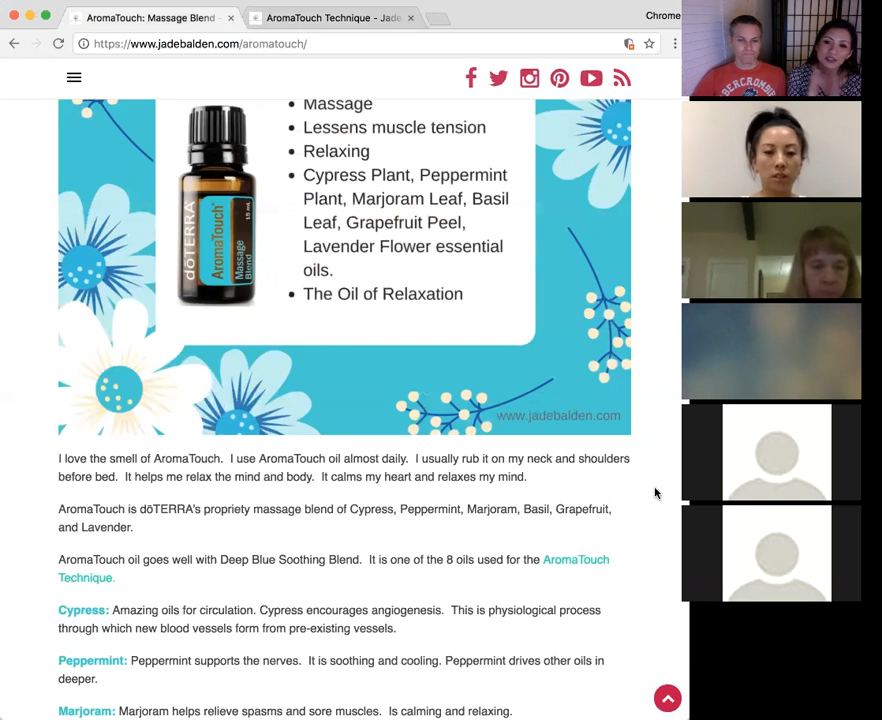 AromaTouch: Massage Blend -
AromaTouch Technique - Jade
Chrome
https://www.jadebalden.com/aromatouch/
Massage
Lessens muscle tension
Relaxing
Cypress Plant, Peppermint
Plant, Marjoram Leaf, Basil
Leaf, Grapefruit Peel,
Lavender Flower essential
oils.
The Oil of Relaxation
dōTERRA
AromaTouch
Massage
Blend
15 mL
www.jadebalden.com
I love the smell of AromaTouch.  I use AromaTouch oil almost daily.  I usually rub it on my neck and shoulders
before bed.  It helps me relax the mind and body.  It calms my heart and relaxes my mind.
AromaTouch is dōTERRA's propriety massage blend of Cypress, Peppermint, Marjoram, Basil, Grapefruit,
and Lavender.
AromaTouch oil goes well with Deep Blue Soothing Blend.  It is one of the 8 oils used for the AromaTouch
Technique.
Cypress: Amazing oils for circulation. Cypress encourages angiogenesis.  This is physiological process
through which new blood vessels form from pre-existing vessels.
Peppermint: Peppermint supports the nerves.  It is soothing and cooling. Peppermint drives other oils in
deeper.
Marjoram: Marjoram helps relieve spasms and sore muscles.  Is calming and relaxing.